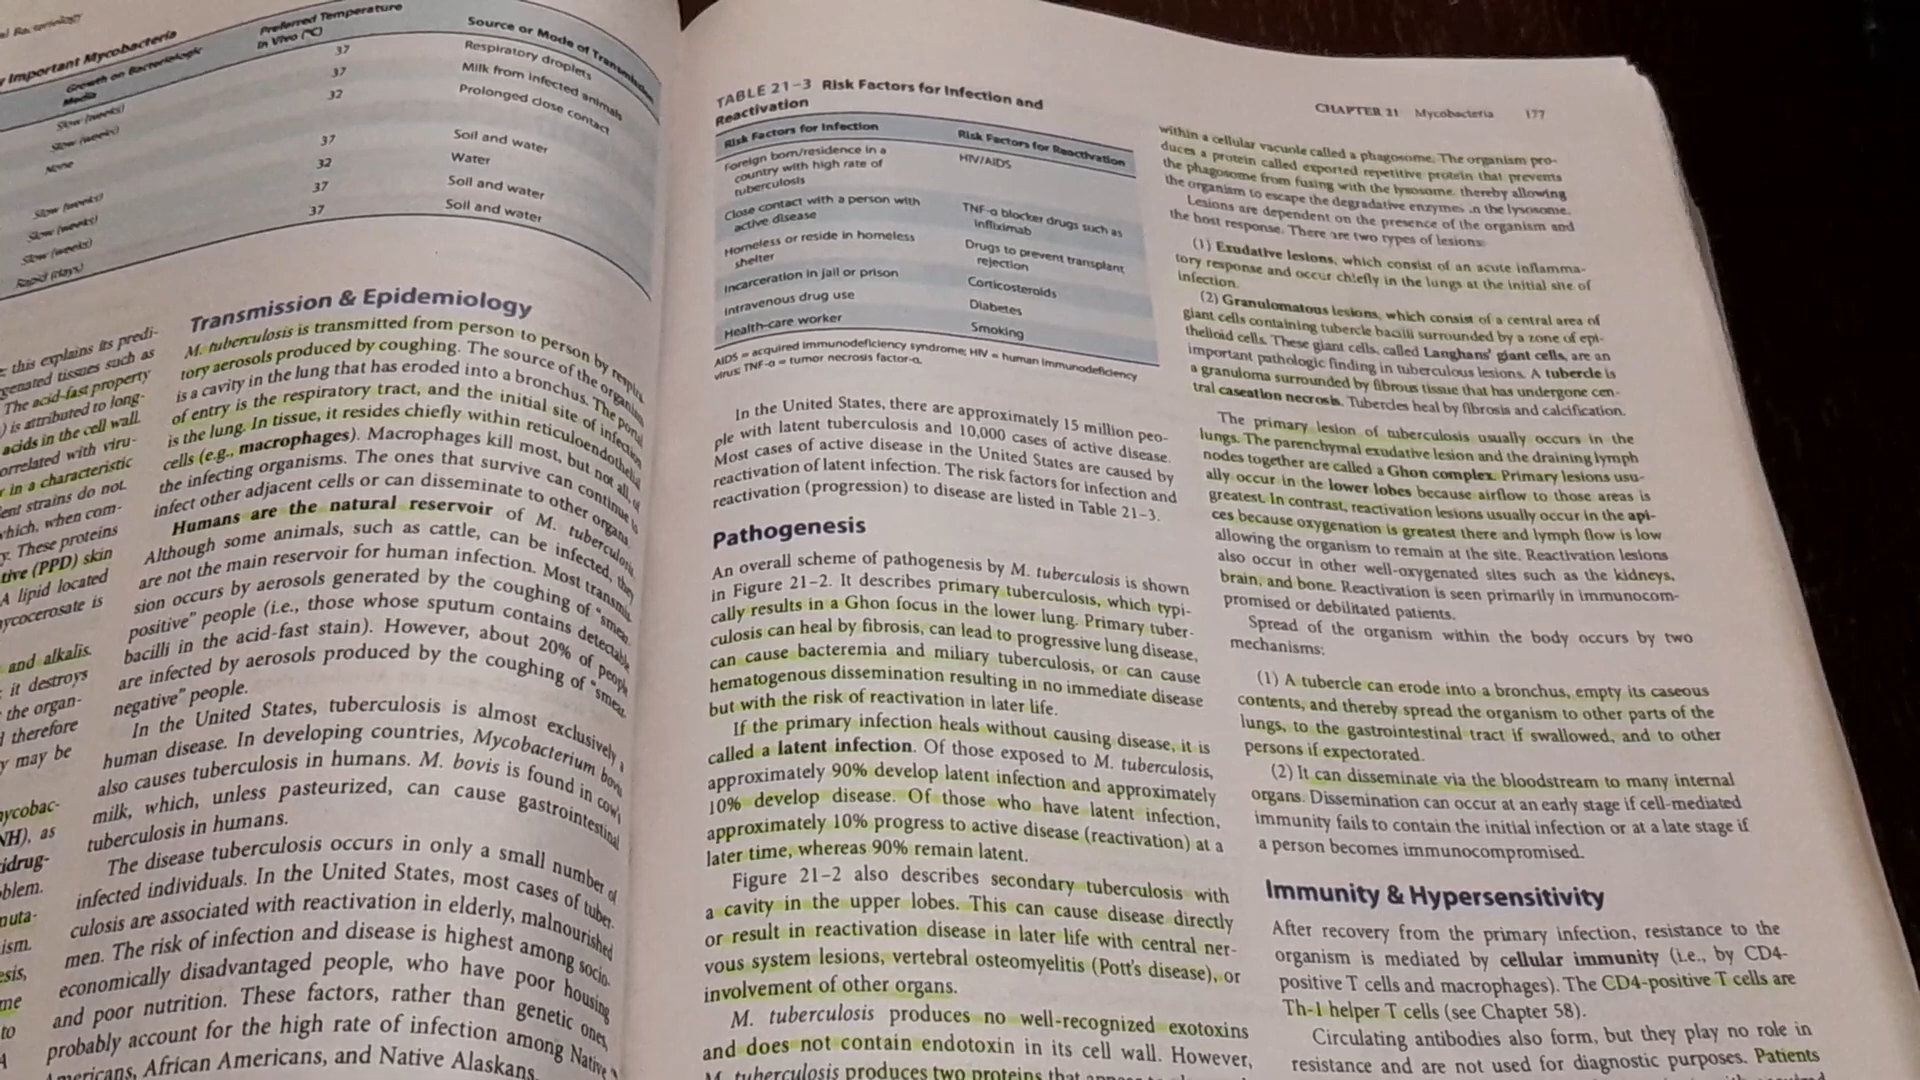 al Bacteriology
y Important Mycobacteria
Growth on Bacteriologic
Media
Preferred Temperature
in Vivo (°C)
Source or Mode of Transmission
Slow (weeks)
37
Respiratory droplets
Slow (weeks)
37
Milk from infected animals
None
32
Prolonged close contact
Slow (weeks)
37
Soil and water
Slow (weeks)
32
Water
Slow (weeks)
37
Soil and water
Rapid (days)
37
Soil and water
this explains its predi-
genated tissues such as
The acid-fast property
) is attributed to long-
acids in the cell wall.
orrelated with viru-
r in a characteristic
ent strains do not.
which, when com-
y. These proteins
tive (PPD) skin
A lipid located
ycocerosate is
and alkalis.
it destroys
the organ-
therefore
y may be
ycobac-
NH), as
idrug-
oblem.
nuta-
ism.
esis,
me
to
A
Transmission & Epidemiology
M. tuberculosis is transmitted from person to person by respira-
tory aerosols produced by coughing. The source of the organism
is a cavity in the lung that has eroded into a bronchus. The portal
of entry is the respiratory tract, and the initial site of infection
is the lung. In tissue, it resides chiefly within reticuloendothelial
cells (e.g., macrophages). Macrophages kill most, but not all, of
the infecting organisms. The ones that survive can continue to
infect other adjacent cells or can disseminate to other organs.
Humans are the natural reservoir of M. tuberculosis.
Although some animals, such as cattle, can be infected, they
are not the main reservoir for human infection. Most transmis-
sion occurs by aerosols generated by the coughing of "smear-
positive" people (i.e., those whose sputum contains detectable
bacilli in the acid-fast stain). However, about 20% of people
are infected by aerosols produced by the coughing of "smear-
negative" people.
In the United States, tuberculosis is almost exclusively a
human disease. In developing countries, Mycobacterium bovis
also causes tuberculosis in humans. M. bovis is found in cow's
milk, which, unless pasteurized, can cause gastrointestinal
tuberculosis in humans.
The disease tuberculosis occurs in only a small number of
infected individuals. In the United States, most cases of tuber-
culosis are associated with reactivation in elderly, malnourished
men. The risk of infection and disease is highest among socio-
economically disadvantaged people, who have poor housing
and poor nutrition. These factors, rather than genetic ones,
probably account for the high rate of infection among Native
Americans, African Americans, and Native Alaskans.
CHAPTER 21 Mycobacteria 177
TABLE 21–3 Risk Factors for Infection and
Reactivation
Risk Factors for Infection
Risk Factors for Reactivation
Foreign born/residence in a
country with high rate of
tuberculosis
HIV/AIDS
Close contact with a person with
active disease
TNF-α blocker drugs such as
infliximab
Homeless or reside in homeless
shelter
Drugs to prevent transplant
rejection
Incarceration in jail or prison
Corticosteroids
Intravenous drug use
Diabetes
Health-care worker
Smoking
AIDS = acquired immunodeficiency syndrome; HIV = human immunodeficiency
virus; TNF-α = tumor necrosis factor-α.
In the United States, there are approximately 15 million peo-
ple with latent tuberculosis and 10,000 cases of active disease.
Most cases of active disease in the United States are caused by
reactivation of latent infection. The risk factors for infection and
reactivation (progression) to disease are listed in Table 21–3.
Pathogenesis
An overall scheme of pathogenesis by M. tuberculosis is shown
in Figure 21–2. It describes primary tuberculosis, which typi-
cally results in a Ghon focus in the lower lung. Primary tuber-
culosis can heal by fibrosis, can lead to progressive lung disease,
can cause bacteremia and miliary tuberculosis, or can cause
hematogenous dissemination resulting in no immediate disease
but with the risk of reactivation in later life.
If the primary infection heals without causing disease, it is
called a latent infection. Of those exposed to M. tuberculosis,
approximately 90% develop latent infection and approximately
10% develop disease. Of those who have latent infection,
approximately 10% progress to active disease (reactivation) at a
later time, whereas 90% remain latent.
Figure 21–2 also describes secondary tuberculosis with
a cavity in the upper lobes. This can cause disease directly
or result in reactivation disease in later life with central ner-
vous system lesions, vertebral osteomyelitis (Pott's disease), or
involvement of other organs.
M. tuberculosis produces no well-recognized exotoxins
and does not contain endotoxin in its cell wall. However,
M. tuberculosis produces two proteins that
within a cellular vacuole called a phagosome. The organism pro-
duces a protein called exported repetitive protein that prevents
the phagosome from fusing with the lysosome, thereby allowing
the organism to escape the degradative enzymes in the lysosome.
Lesions are dependent on the presence of the organism and
the host response. There are two types of lesions:
(1) Exudative lesions, which consist of an acute inflamma-
tory response and occur chiefly in the lungs at the initial site of
infection.
(2) Granulomatous lesions, which consist of a central area of
giant cells containing tubercle bacilli surrounded by a zone of epi-
thelioid cells. These giant cells, called Langhans' giant cells, are an
important pathologic finding in tuberculous lesions. A tubercle is
a granuloma surrounded by fibrous tissue that has undergone cen-
tral caseation necrosis. Tubercles heal by fibrosis and calcification.
The primary lesion of tuberculosis usually occurs in the
lungs. The parenchymal exudative lesion and the draining lymph
nodes together are called a Ghon complex. Primary lesions usu-
ally occur in the lower lobes because airflow to those areas is
greatest. In contrast, reactivation lesions usually occur in the api-
ces because oxygenation is greatest there and lymph flow is low
allowing the organism to remain at the site. Reactivation lesions
also occur in other well-oxygenated sites such as the kidneys,
brain, and bone. Reactivation is seen primarily in immunocom-
promised or debilitated patients.
Spread of the organism within the body occurs by two
mechanisms:
(1) A tubercle can erode into a bronchus, empty its caseous
contents, and thereby spread the organism to other parts of the
lungs, to the gastrointestinal tract if swallowed, and to other
persons if expectorated.
(2) It can disseminate via the bloodstream to many internal
organs. Dissemination can occur at an early stage if cell-mediated
immunity fails to contain the initial infection or at a late stage if
a person becomes immunocompromised.
Immunity & Hypersensitivity
After recovery from the primary infection, resistance to the
organism is mediated by cellular immunity (i.e., by CD4-
positive T cells and macrophages). The CD4-positive T cells are
Th-1 helper T cells (see Chapter 58).
Circulating antibodies also form, but they play no role in
resistance and are not used for diagnostic purposes. Patients